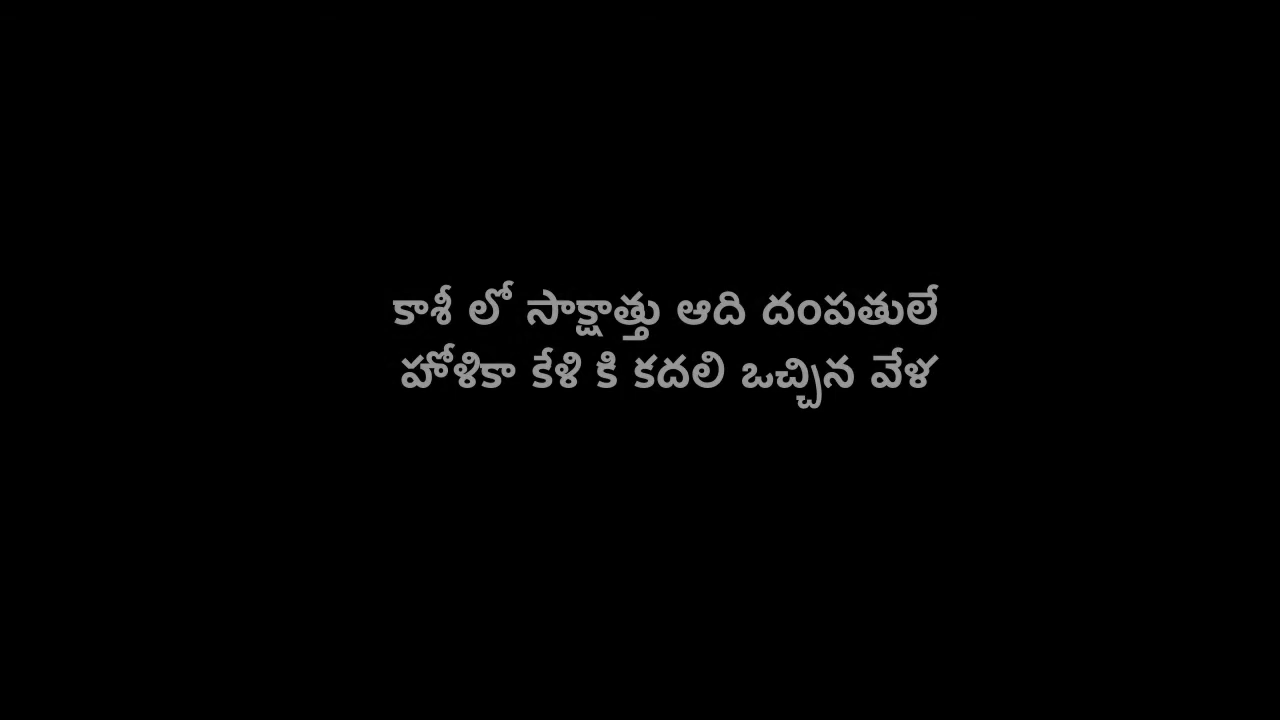 కాశీ లో సాక్షాత్తు ఆది దంపతులే
హోళికా కేళి కి కదలి ఒచ్చిన వేళ